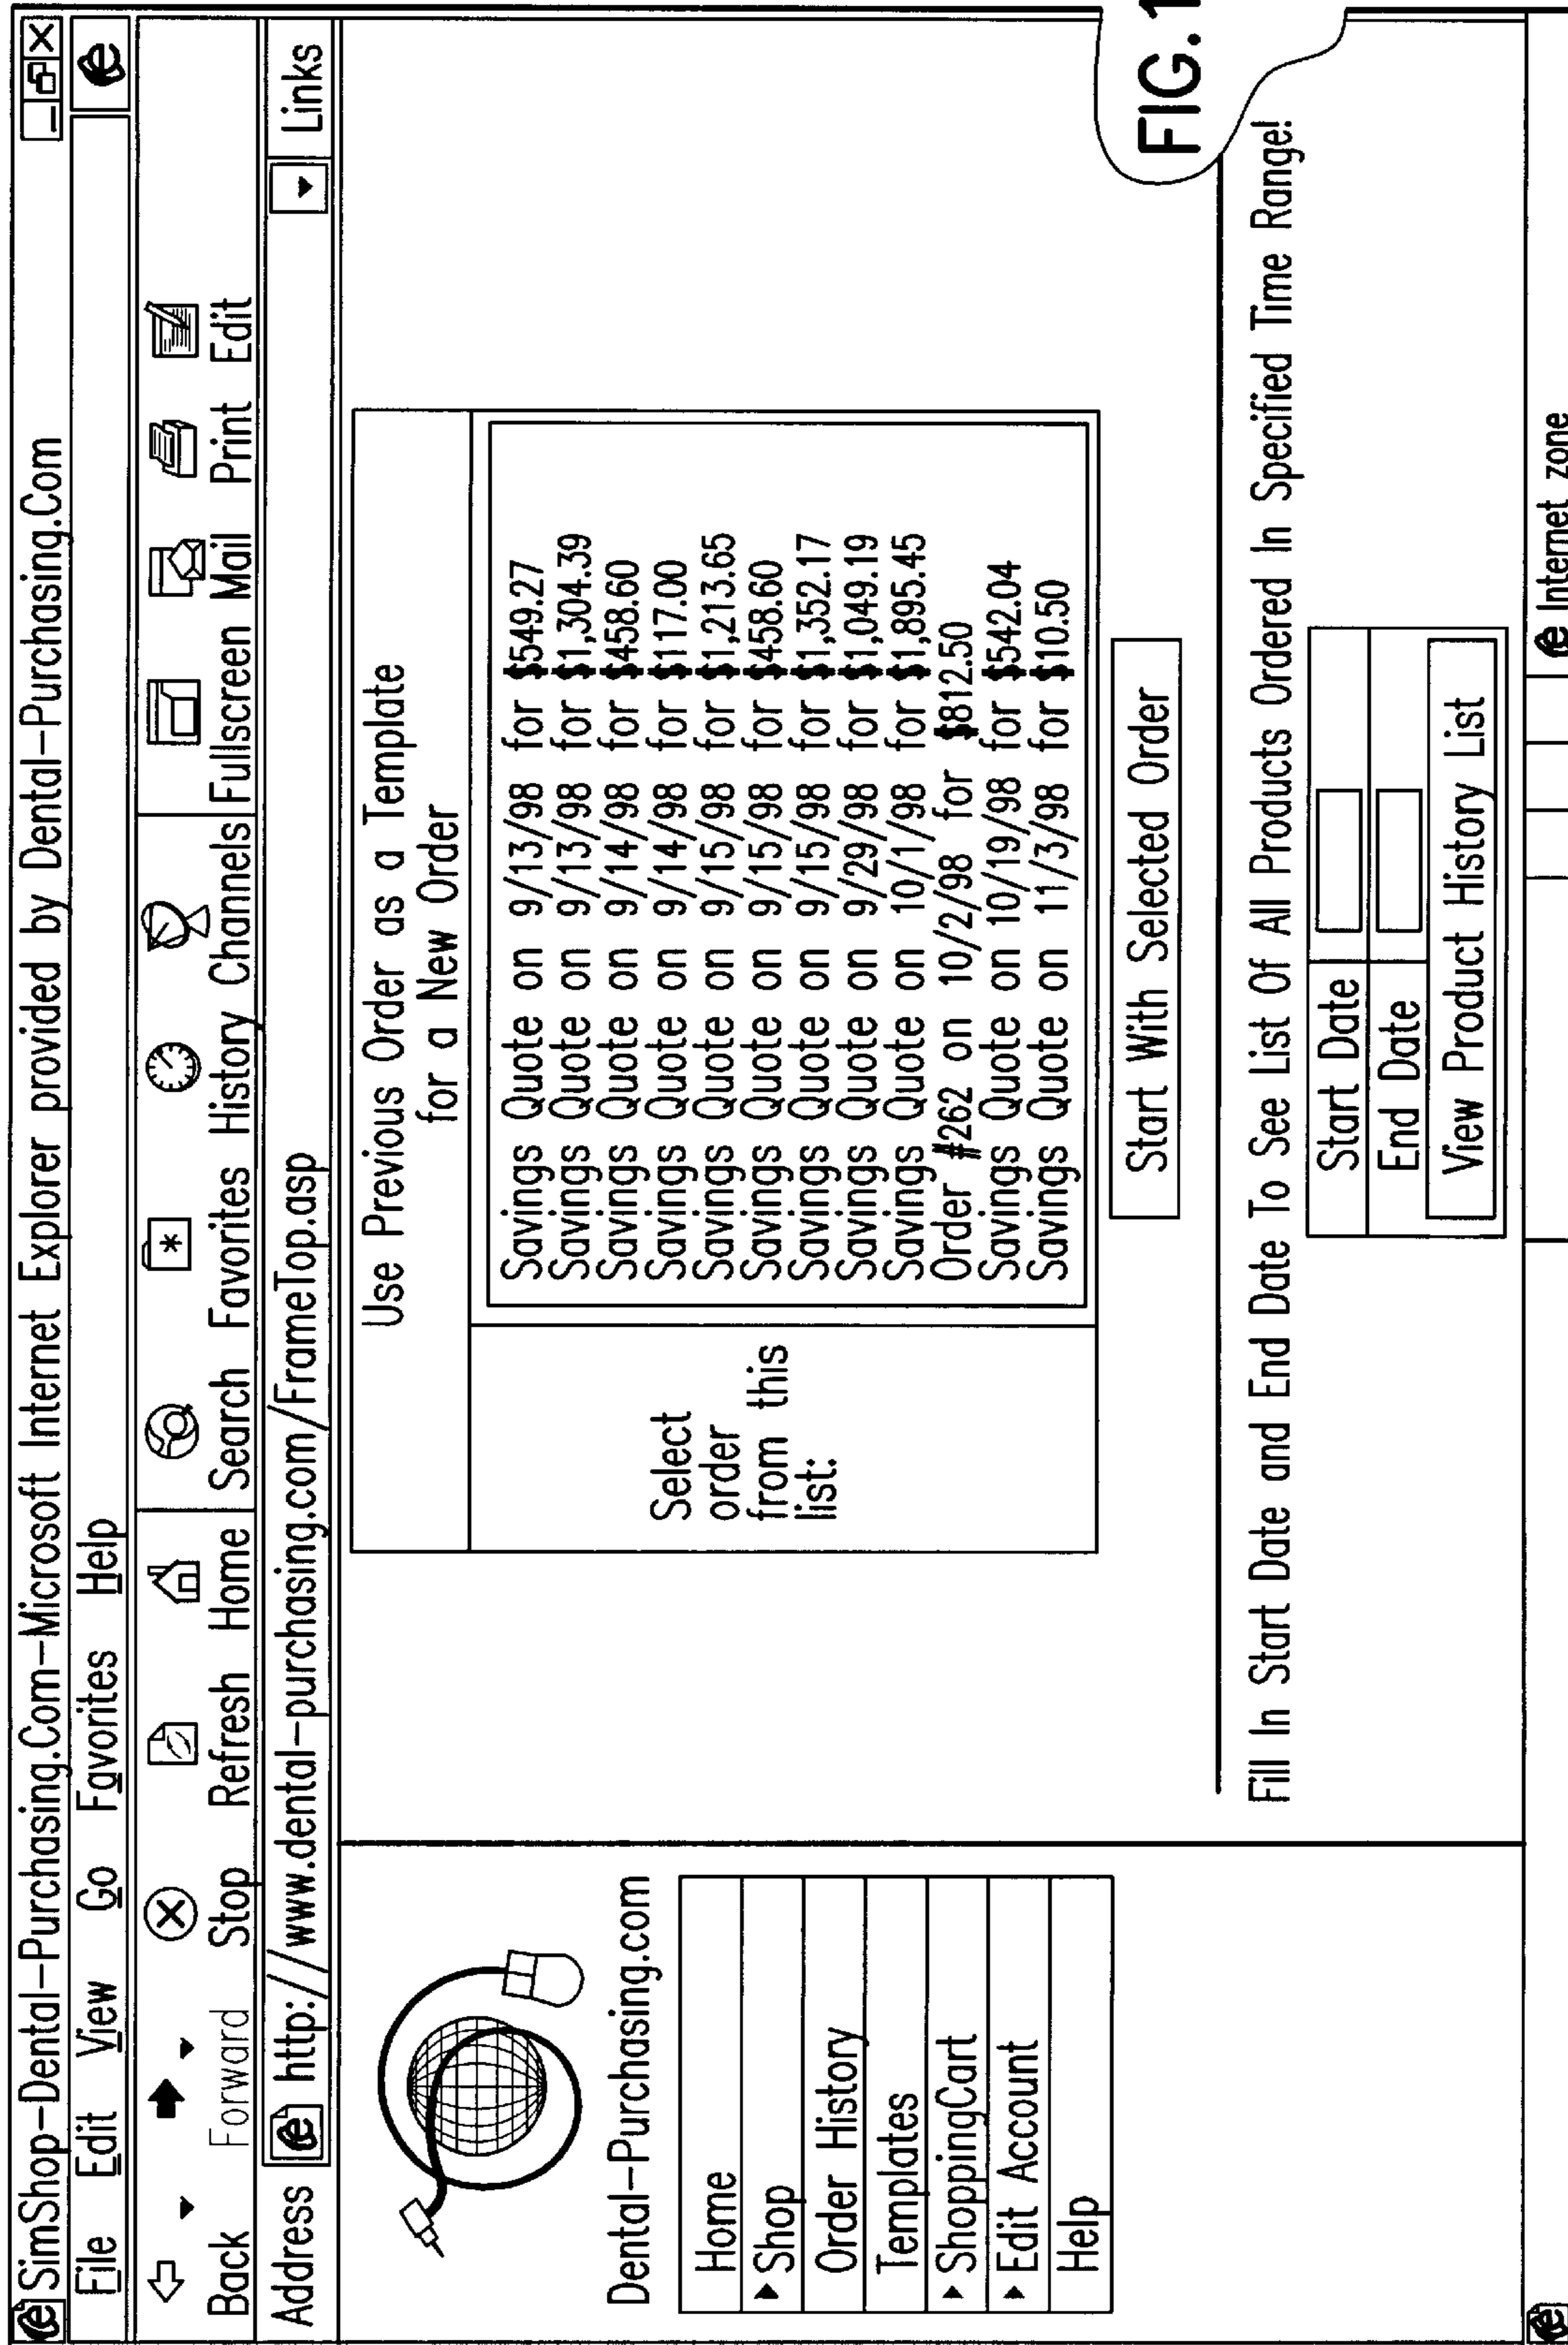 SimShop-Dental-Purchasing.Com-Microsoft Internet Explorer provided by Dental-Purchasing.Com
File Edit View Go Favorites Help
Back Forward Stop Refresh Home Search Favorites History Channels Fullscreen Mail Print Edit
Address http://www.dental-purchasing.com/FrameTop.asp Links
Dental-Purchasing.com
Home
Shop
Order History
Templates
ShoppingCart
Edit Account
Help
Use Previous Order as a Template
for a New Order
Select
order
from this
list:
Savings Quote on 9/13/98 for $549.27
Savings Quote on 9/13/98 for $1,304.39
Savings Quote on 9/14/98 for $458.60
Savings Quote on 9/14/98 for $117.00
Savings Quote on 9/15/98 for $1,213.65
Savings Quote on 9/15/98 for $458.60
Savings Quote on 9/15/98 for $1,352.17
Savings Quote on 9/29/98 for $1,049.19
Savings Quote on 10/1/98 for $1,895.45
Order #262 on 10/2/98 for $812.50
Savings Quote on 10/19/98 for $542.04
Savings Quote on 11/3/98 for $10.50
Start With Selected Order
FIG. 1
Fill In Start Date and End Date To See List Of All Products Ordered In Specified Time Range!
Start Date
End Date
View Product History List
Internet zone